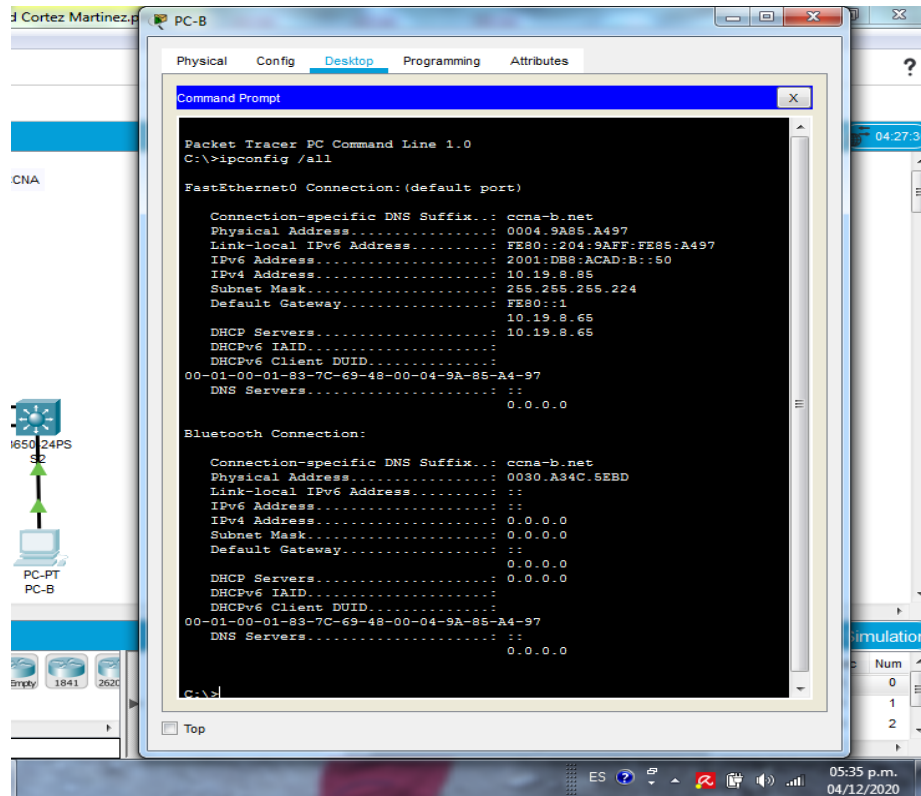 d Cortez Martinez.p
PC-B
Physical Config Desktop Programming Attributes
?
Command Prompt
X
04:27:3
CNA
Packet Tracer PC Command Line 1.0
C:\>ipconfig /all
FastEthernet0 Connection:(default port)
Connection-specific DNS Suffix..: ccna-b.net
Physical Address................: 0004.9A85.A497
Link-local IPv6 Address.........: FE80::204:9AFF:FE85:A497
IPv6 Address....................: 2001:DB8:ACAD:B::50
IPv4 Address....................: 10.19.8.85
Subnet Mask.....................: 255.255.255.224
Default Gateway.................: FE80::1
10.19.8.65
DHCP Servers....................: 10.19.8.65
DHCPv6 IAID.....................:
DHCPv6 Client DUID..............:
00-01-00-01-83-7C-69-48-00-04-9A-85-A4-97
DNS Servers.....................: ::
0.0.0.0
Bluetooth Connection:
Connection-specific DNS Suffix..: ccna-b.net
Physical Address................: 0030.A34C.5EBD
Link-local IPv6 Address.........: ::
IPv6 Address....................: ::
IPv4 Address....................: 0.0.0.0
Subnet Mask.....................: 0.0.0.0
Default Gateway.................: ::
0.0.0.0
DHCP Servers....................: 0.0.0.0
DHCPv6 IAID.....................:
DHCPv6 Client DUID..............:
00-01-00-01-83-7C-69-48-00-04-9A-85-A4-97
DNS Servers.....................: ::
0.0.0.0
C:\>
S2
PC-PT
PC-B
1841
Top
Simulation
Num
0
1
2
ES
05:35 p.m.
04/12/2020